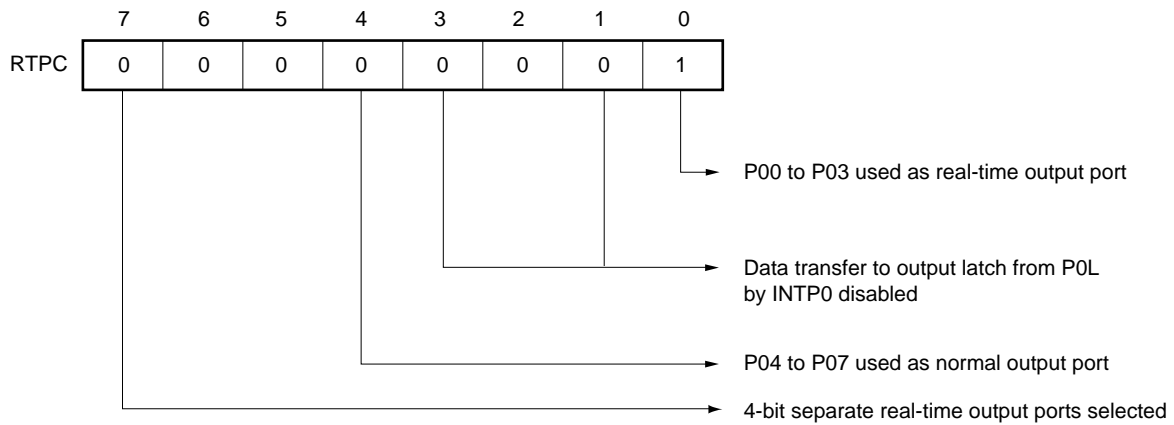 7 6 5 4 3 2 1 0
RTPC 0 0 0 0 0 0 0 1
P00 to P03 used as real-time output port
Data transfer to output latch from P0L
by INTP0 disabled
P04 to P07 used as normal output port
4-bit separate real-time output ports selected